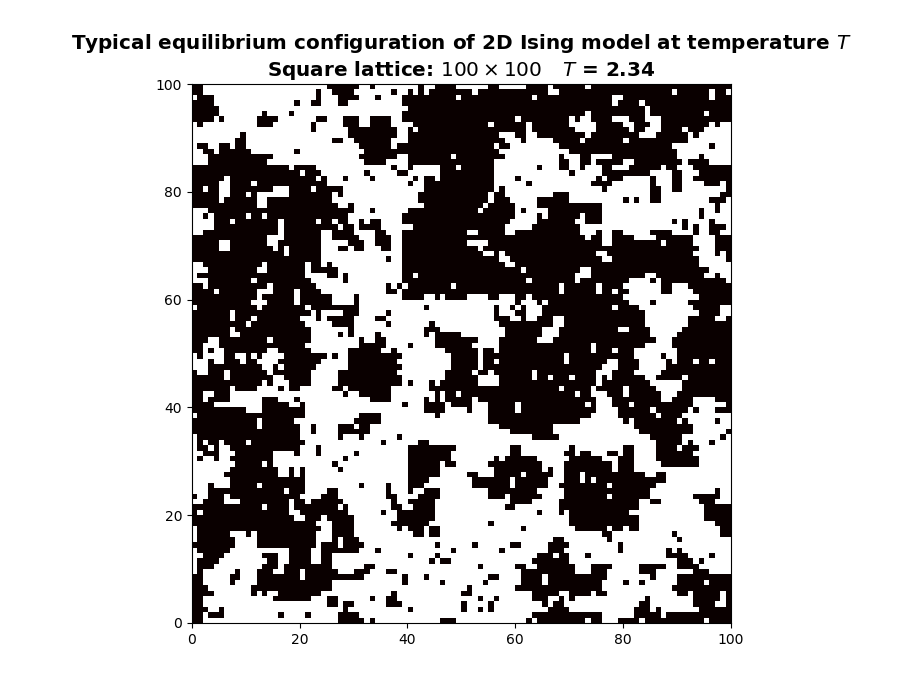 Typical equilibrium configuration of 2D Ising model at temperature T
Square lattice: 100 × 100 T = 2.34
100
80
60
40
20
0
0 20 40 60 80 100